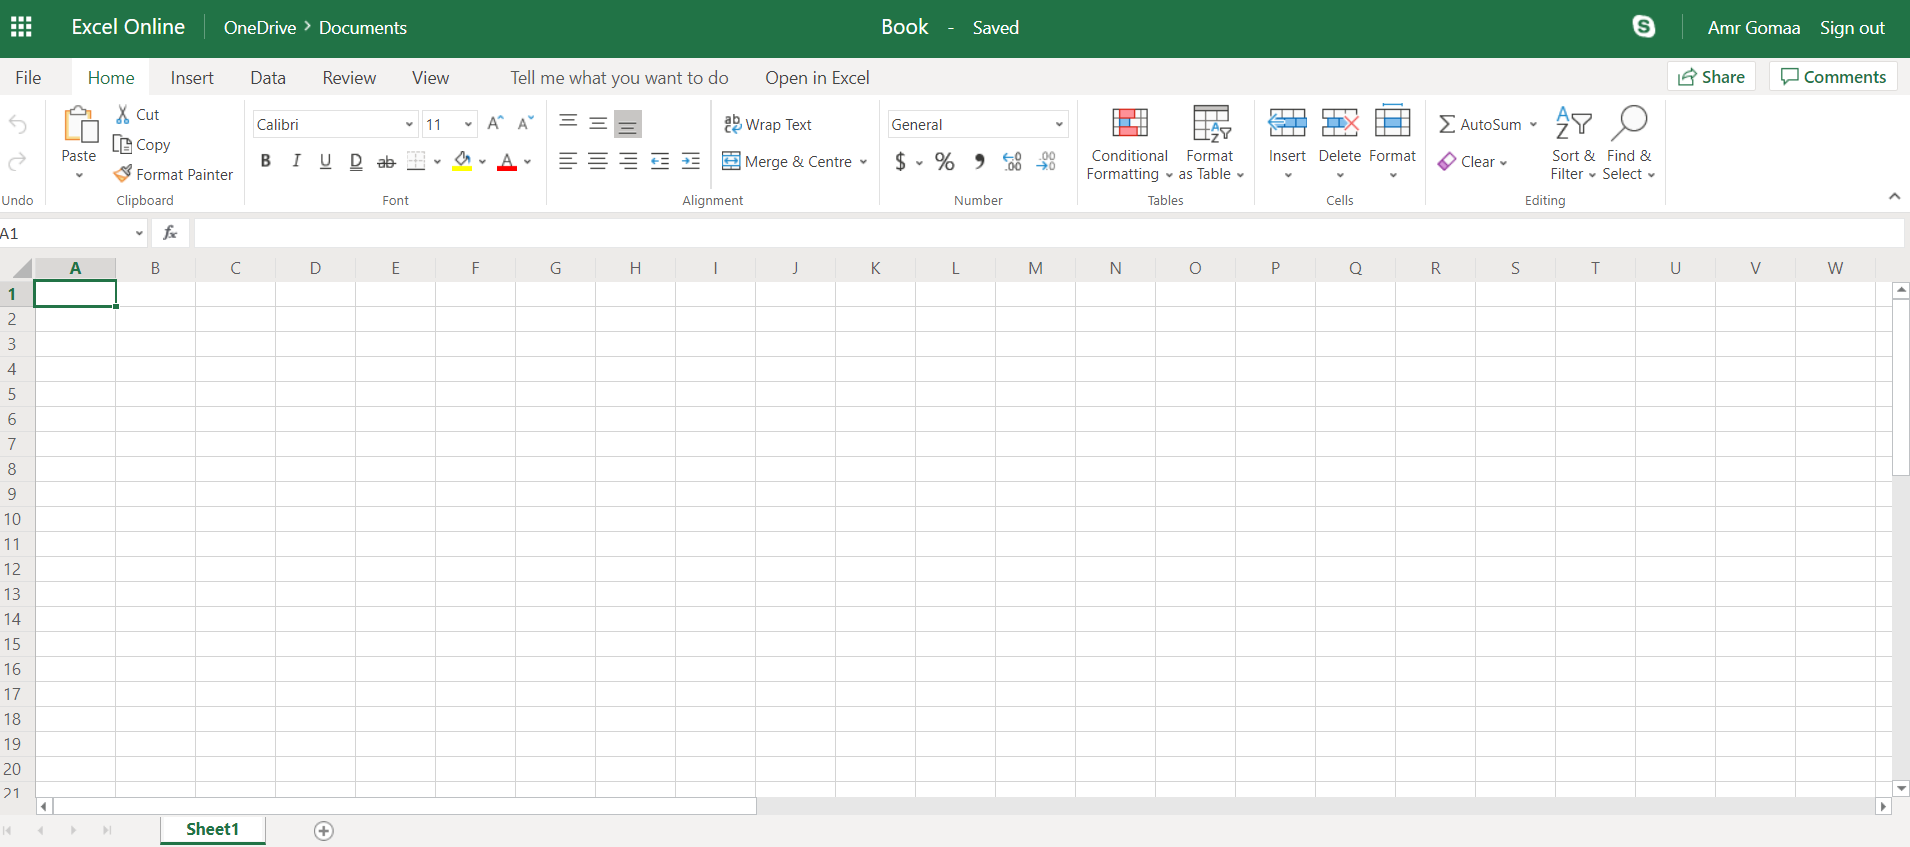 Excel Online OneDrive > Documents Book - Saved Amr Gomaa Sign out
File Home Insert Data Review View Tell me what you want to do Open in Excel Share Comments
Cut
Copy
Format Painter
Paste
Calibri 11
B I U D ab
Wrap Text
Merge & Centre
General
$ % 9 .00 .00
Conditional Formatting
Format as Table
Insert Delete Format
AutoSum
Clear
Sort & Filter
Find & Select
Undo Clipboard Font Alignment Number Tables Cells Editing
A1 fx
A B C D E F G H I J K L M N O P Q R S T U V W
1
2
3
4
5
6
7
8
9
10
11
12
13
14
15
16
17
18
19
20
21
Sheet1